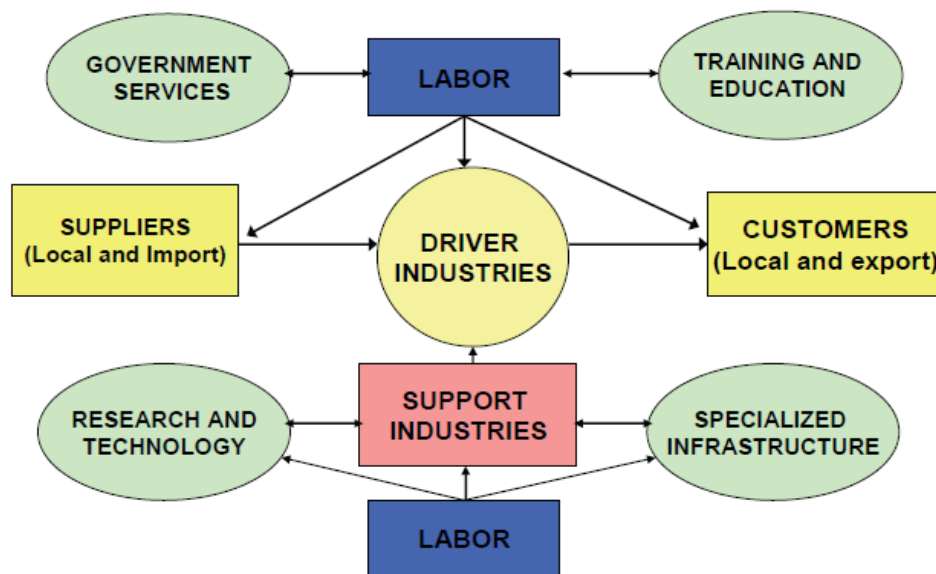 GOVERNMENT
SERVICES
LABOR
TRAINING AND
EDUCATION
SUPPLIERS
(Local and Import)
DRIVER
INDUSTRIES
CUSTOMERS
(Local and export)
RESEARCH AND
TECHNOLOGY
SUPPORT
INDUSTRIES
SPECIALIZED
INFRASTRUCTURE
LABOR